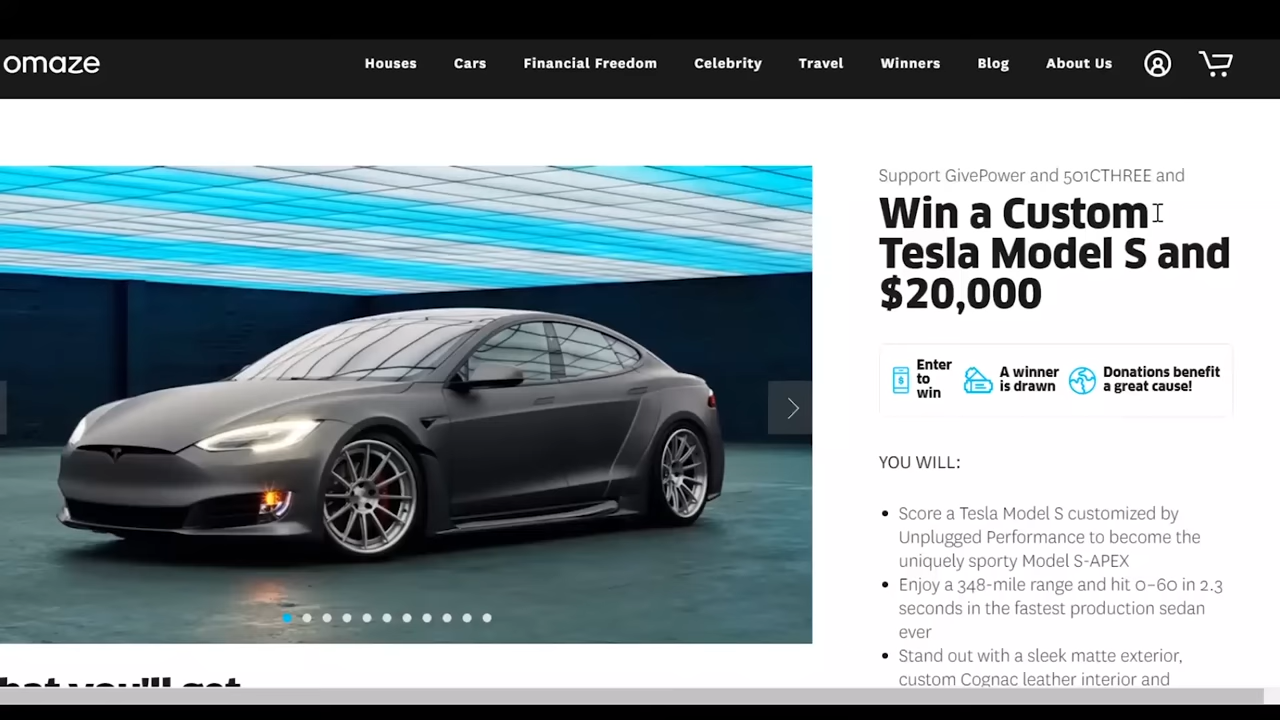 omaze
Houses
Cars
Financial Freedom
Celebrity
Travel
Winners
Blog
About Us
Support GivePower and 501CTHREE and
Win a Custom
Tesla Model S and
$20,000
Enter
to
win
A winner
is drawn
Donations benefit
a great cause!
YOU WILL:
Score a Tesla Model S customized by
Unplugged Performance to become the
uniquely sporty Model S-APEX
Enjoy a 348-mile range and hit 0-60 in 2.3
seconds in the fastest production sedan
ever
Stand out with a sleek matte exterior,
custom Cognac leather interior and
hat you'll get